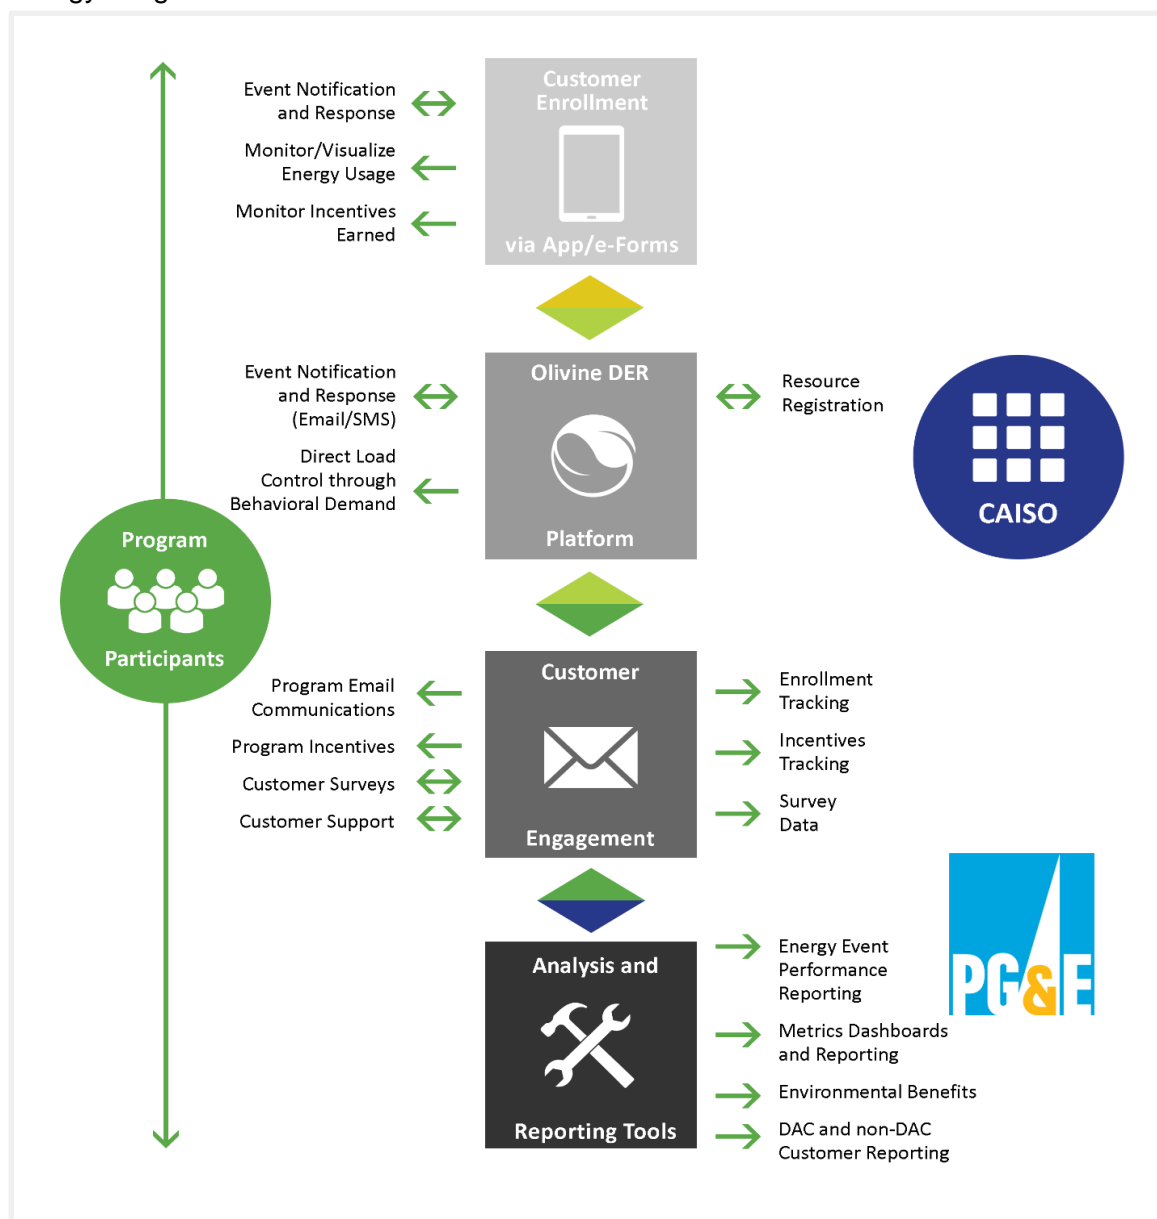 Customer
Enrollment
via App/e-Forms
Event Notification
and Response
Monitor/Visualize
Energy Usage
Monitor Incentives
Earned
Olivine DER
Platform
Event Notification
and Response
(Email/SMS)
Direct Load
Control through
Behavioral Demand
Resource
Registration
CAISO
Program
Participants
Customer
Engagement
Program Email
Communications
Program Incentives
Customer Surveys
Customer Support
Enrollment
Tracking
Incentives
Tracking
Survey
Data
Analysis and
Reporting Tools
Energy Event
Performance
Reporting
Metrics Dashboards
and Reporting
Environmental Benefits
DAC and non-DAC
Customer Reporting
PG&E